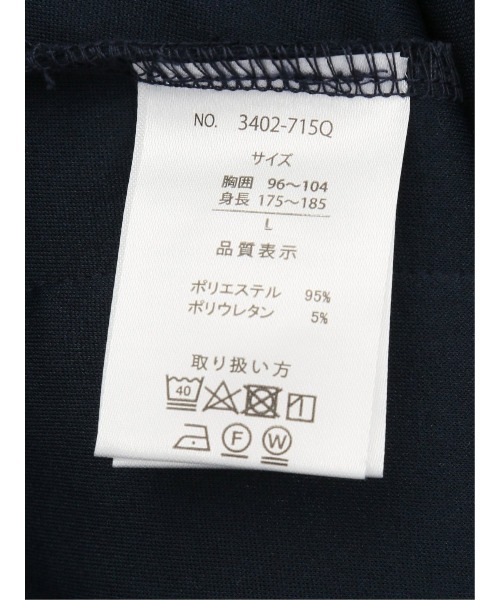 NO. 3402-715Q
サイズ
胸囲 96～104
身長 175～185
L
品質表示
ポリエステル 95%
ポリウレタン 5%
取り扱い方
40
F W